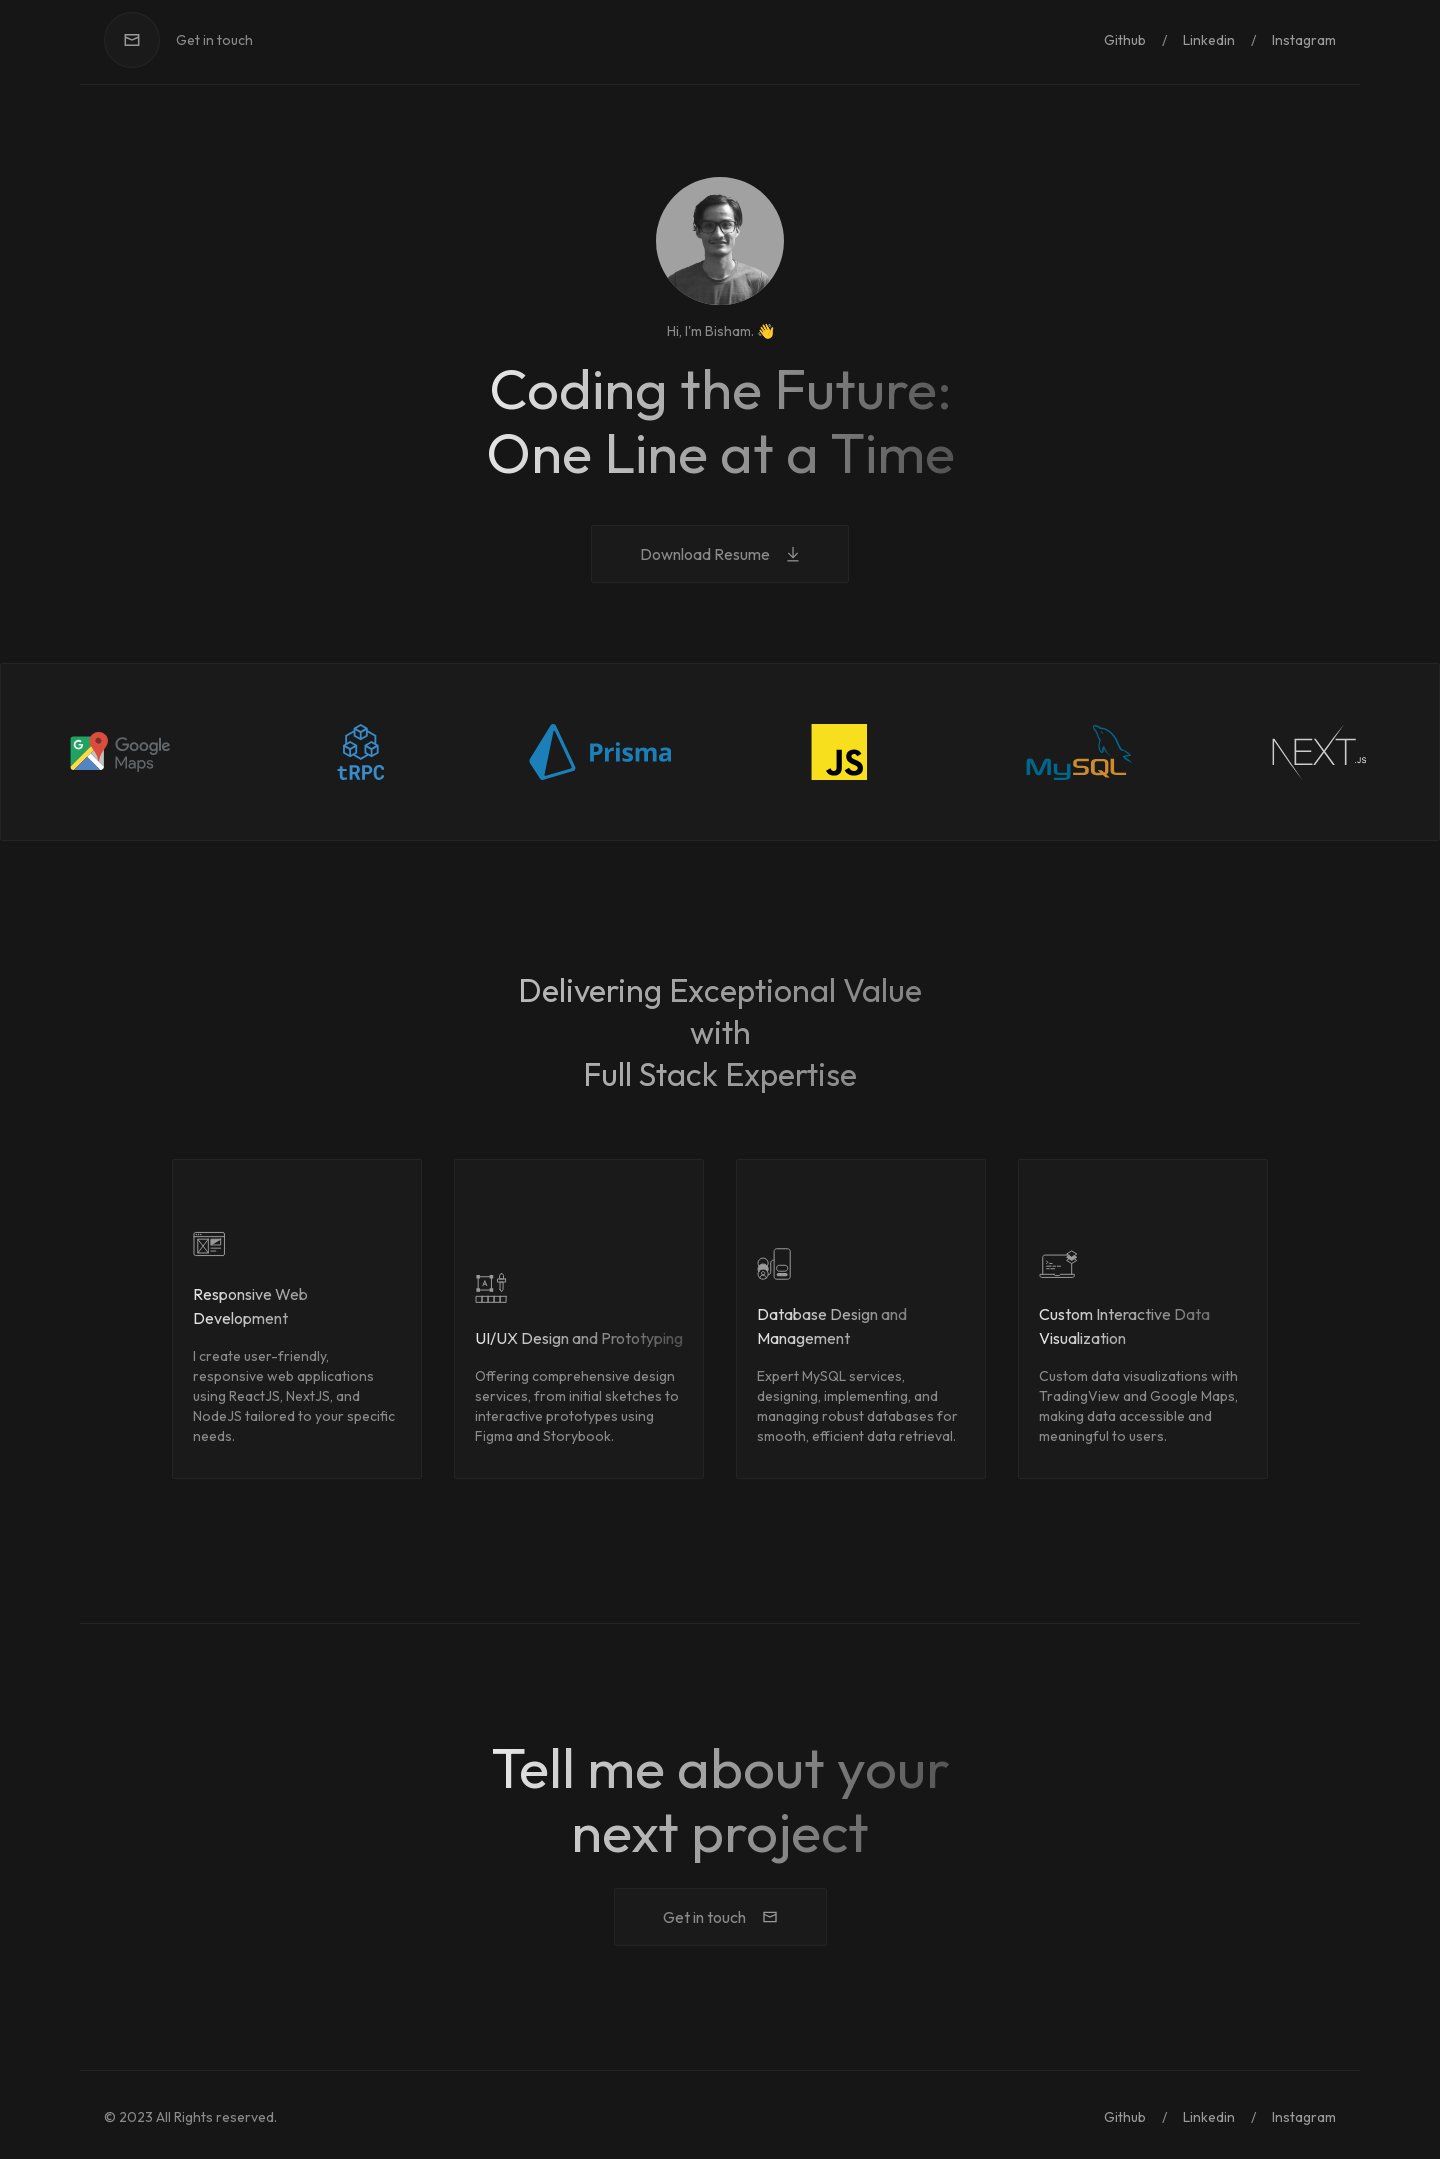 Get in touch
Github / Linkedin / Instagram
Hi, I'm Bisham. 👋
Coding the Future:
One Line at a Time
Download Resume
Google
Maps
tRPC
Prisma
JS
MySQL
NEXT.JS
Delivering Exceptional Value
with
Full Stack Expertise
Responsive Web
Development
I create user-friendly,
responsive web applications
using ReactJS, NextJS, and
NodeJS tailored to your specific
needs.
UI/UX Design and Prototyping
Offering comprehensive design
services, from initial sketches to
interactive prototypes using
Figma and Storybook.
Database Design and
Management
Expert MySQL services,
designing, implementing, and
managing robust databases for
smooth, efficient data retrieval.
Custom Interactive Data
Visualization
Custom data visualizations with
TradingView and Google Maps,
making data accessible and
meaningful to users.
Tell me about your
next project
Get in touch
© 2023 All Rights reserved.
Github / Linkedin / Instagram